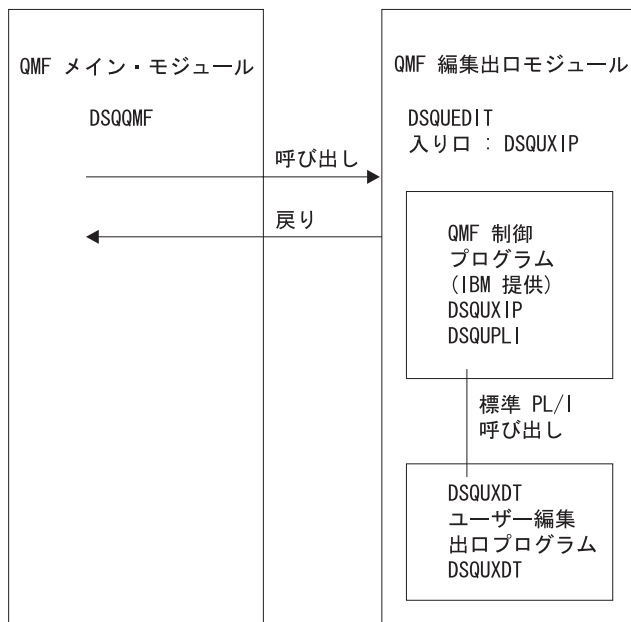 QMF メイン・モジュール
DSQQMF
呼び出し
戻り
QMF 編集出口モジュール
DSQUEDIT
入り口 : DSQUXIP
QMF 制御
プログラム
(IBM 提供)
DSQUXIP
DSQUPLI
標準 PL/I
呼び出し
DSQUXDT
ユーザー編集
出口プログラム
DSQUXDT